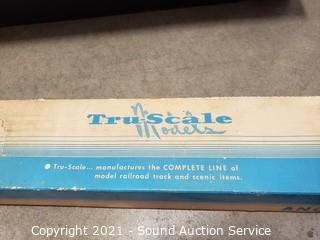 Tru-Scale
Models
Tru-Scale... manufactures the COMPLETE LINE of
model railroad track and scenic items.
Copyright 2021 - Sound Auction Service